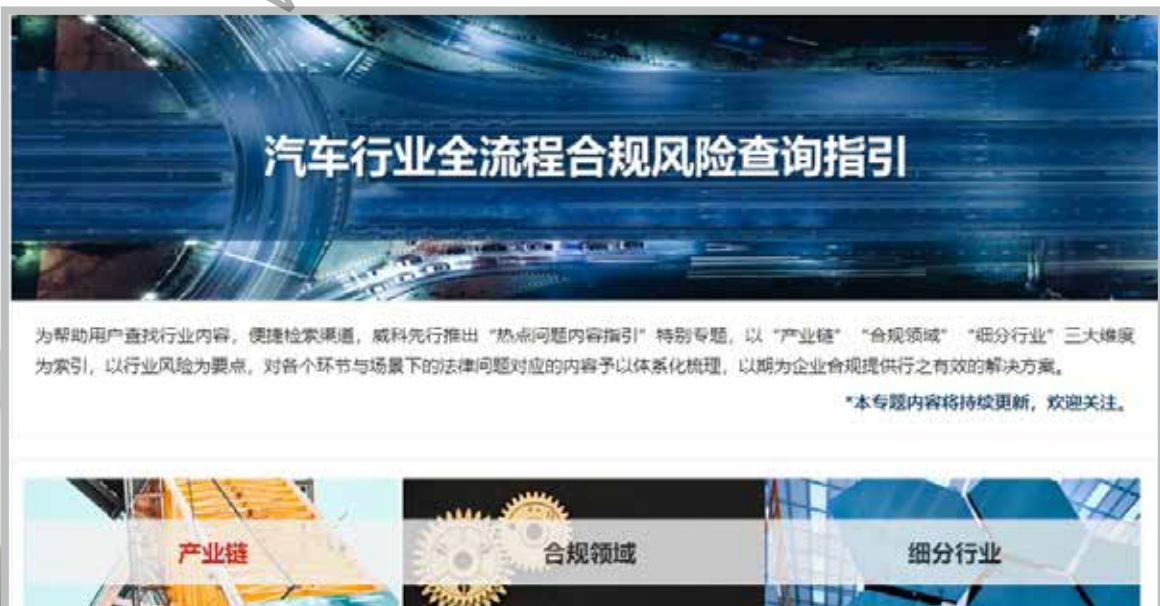 汽车行业全流程合规风险查询指引
为帮助用户查找行业内容，便捷检索渠道，威科先行推出“热点问题内容指引”特别专题，以“产业链”“合规领域”“细分行业”三大维度
为索引，以行业风险为要点，对各个环节与场景下的法律问题对应的内容予以体系化梳理，以期为企业合规提供行之有效的解决方案。
*本专题内容将持续更新，欢迎关注。
产业链 合规领域 细分行业